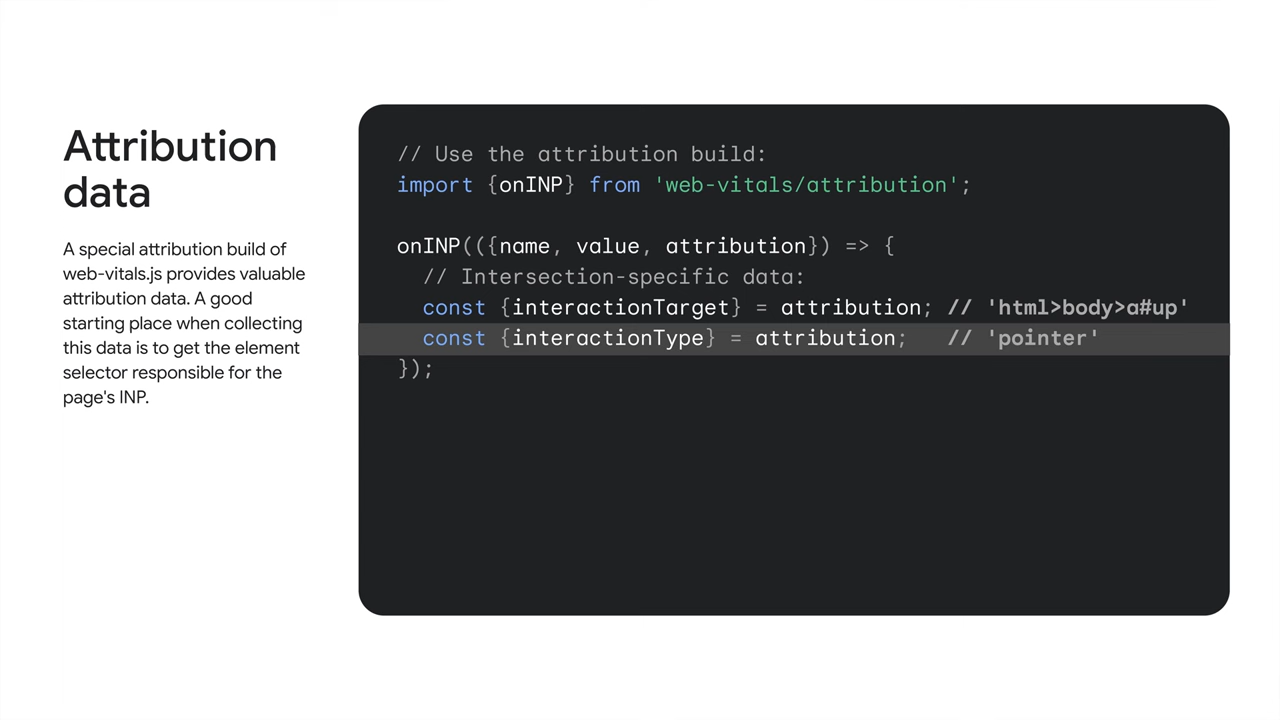 Attribution
data
A special attribution build of
web-vitals.js provides valuable
attribution data. A good
starting place when collecting
this data is to get the element
selector responsible for the
page's INP.
// Use the attribution build:
import {onINP} from 'web-vitals/attribution';
onINP(({name, value, attribution}) => {
// Intersection-specific data:
const {interactionTarget} = attribution; // 'html>body>a#up'
const {interactionType} = attribution; // 'pointer'
});